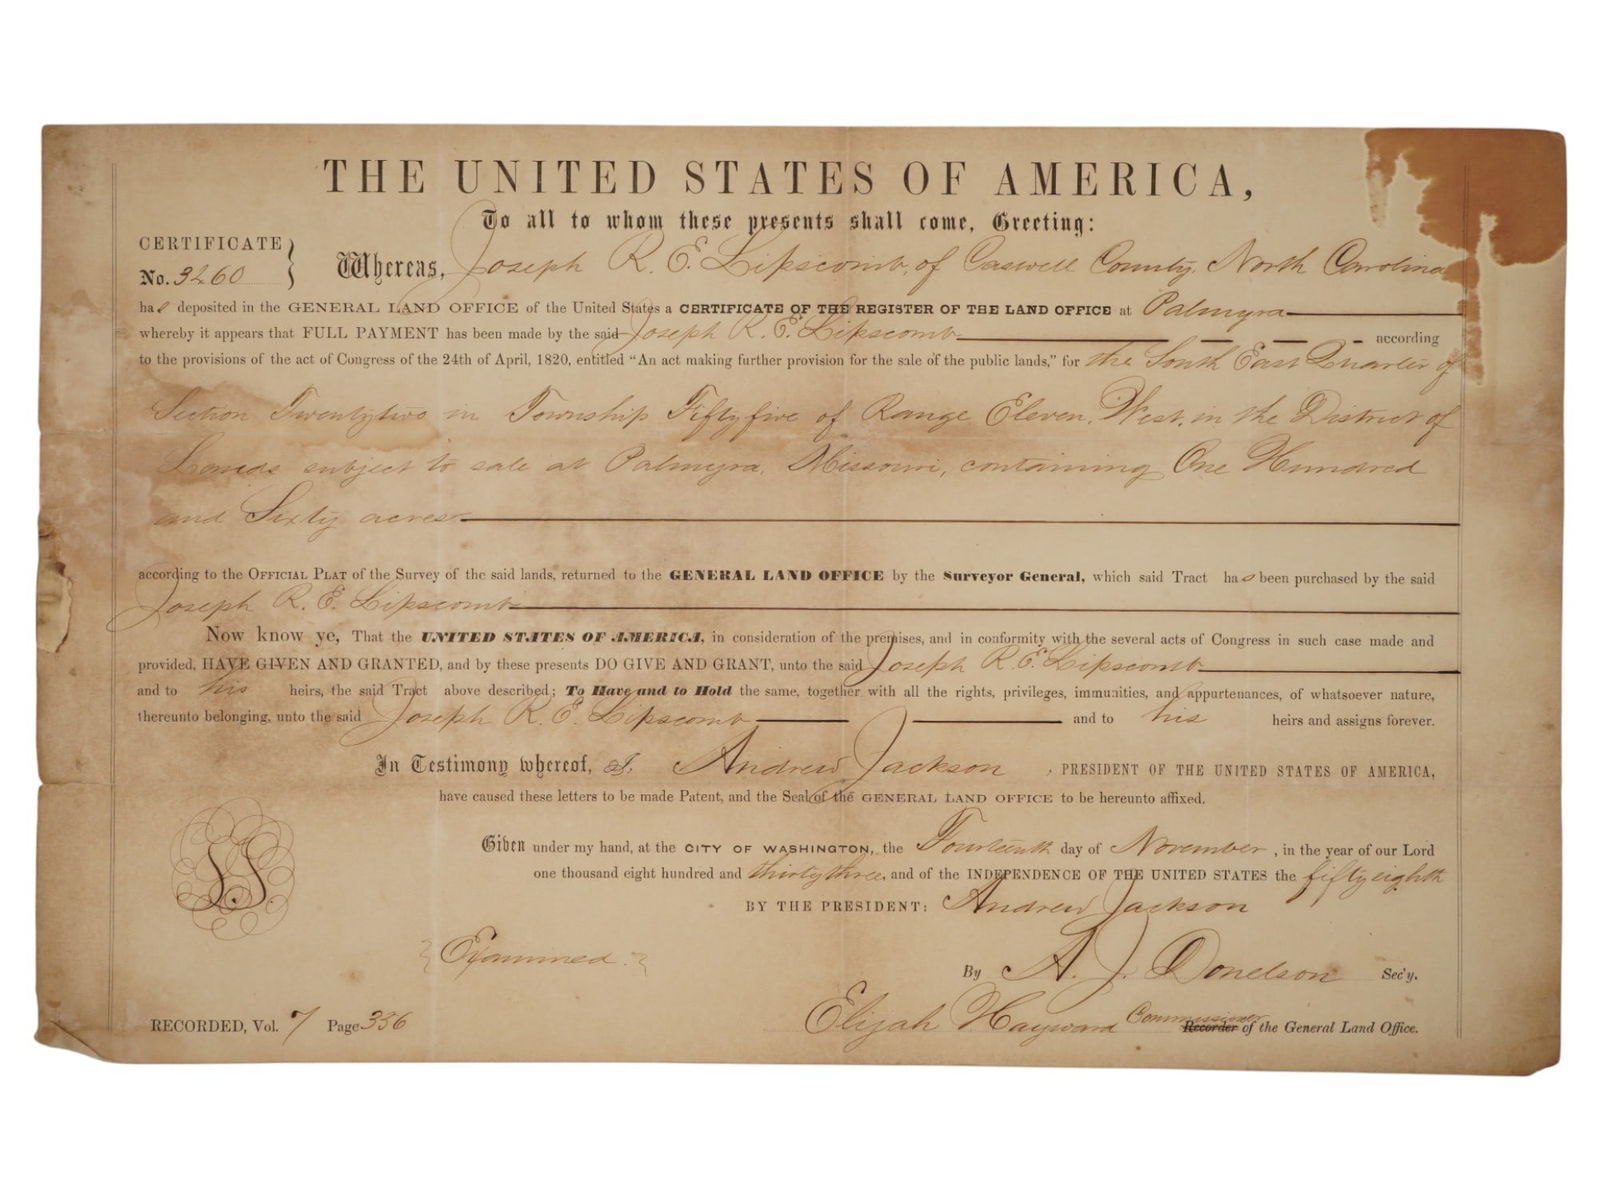 THE UNITED STATES OF AMERICA,
To all to whom these presents shall come, Greeting:
CERTIFICATE
No. 3260
Whereas, Joseph R. E. Lipscomb, of Caswell County, North Carolina
has deposited in the GENERAL LAND OFFICE of the United States a CERTIFICATE OF THE REGISTER OF THE LAND OFFICE at Palmyra
whereby it appears that FULL PAYMENT has been made by the said Joseph R. E. Lipscomb according
to the provisions of the act of Congress of the 24th of April, 1820, entitled "An act making further provision for the sale of the public lands," for the South East Quarter of
Section Twentytwo in Township Fiftyfive of Range Eleven, West, in the District of
Lands subject to sale at Palmyra, Missouri, containing One Hundred
and Sixty acres
according to the OFFICIAL PLAT of the Survey of the said lands, returned to the GENERAL LAND OFFICE by the Surveyor General, which said Tract has been purchased by the said
Joseph R. E. Lipscomb
Now know ye, That the UNITED STATES OF AMERICA, in consideration of the premises, and in conformity with the several acts of Congress in such case made and
provided, HAVE GIVEN AND GRANTED, and by these presents DO GIVE AND GRANT, unto the said Joseph R. E. Lipscomb
and to his heirs, the said Tract above described; To Have and to Hold the same, together with all the rights, privileges, immunities, and appurtenances, of whatsoever nature,
thereunto belonging, unto the said Joseph R. E. Lipscomb and to his heirs and assigns forever.
In Testimony whereof, I, Andrew Jackson, PRESIDENT OF THE UNITED STATES OF AMERICA,
have caused these letters to be made Patent, and the Seal of the GENERAL LAND OFFICE to be hereunto affixed.
Given under my hand, at the CITY OF WASHINGTON, the Fourteenth day of November, in the year of our Lord
one thousand eight hundred and thirtythree, and of the INDEPENDENCE OF THE UNITED STATES the fiftyeighth
BY THE PRESIDENT: Andrew Jackson
{Examined.}
By A. J. Donelson Sec'y.
RECORDED, Vol. 7 Page 336
Elijah Hayward Commissioner Recorder of the General Land Office.